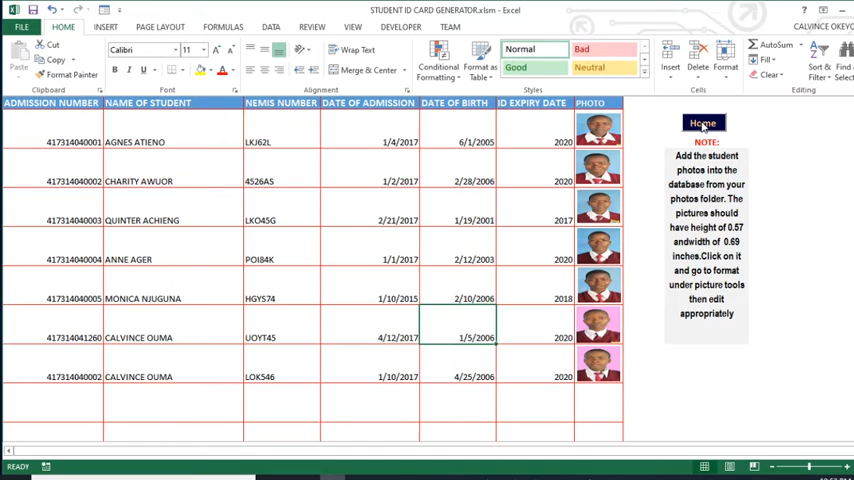 STUDENT ID CARD GENERATOR.xlsm - Excel
FILE HOME INSERT PAGE LAYOUT FORMULAS DATA REVIEW VIEW DEVELOPER TEAM CALVINCE OKEYO
Cut
Copy
Format Painter
Paste
Clipboard
Calibri 11
B I U
Font
Wrap Text
Merge & Center
Alignment
Conditional Formatting
Format as Table
Normal Bad
Good Neutral
Styles
Insert Delete Format
Cells
AutoSum
Fill
Clear
Sort & Filter
Find
Editing
ADMISSION NUMBER NAME OF STUDENT NEMIS NUMBER DATE OF ADMISSION DATE OF BIRTH ID EXPIRY DATE PHOTO
417314040001 AGNES ATIENO LKJ62L 1/4/2017 6/1/2005 2020
417314040002 CHARITY AWUOR 4526AS 1/2/2017 2/28/2006 2020
417314040003 QUINTER ACHIENG LKO45G 2/21/2017 1/19/2001 2017
417314040004 ANNE AGER POI84K 1/1/2017 2/12/2003 2020
417314040005 MONICA NJUGUNA HGYS74 1/10/2015 2/10/2006 2018
417314041260 CALVINCE OUMA UOYT45 4/12/2017 1/5/2006 2020
417314040002 CALVINCE OUMA LOK546 1/10/2017 4/25/2006 2020
Home
NOTE:
Add the student
photos into the
database from your
photos folder. The
pictures should
have height of 0.57
andwidth of 0.69
inches.Click on it
and go to format
under picture tools
then edit
appropriately
READY